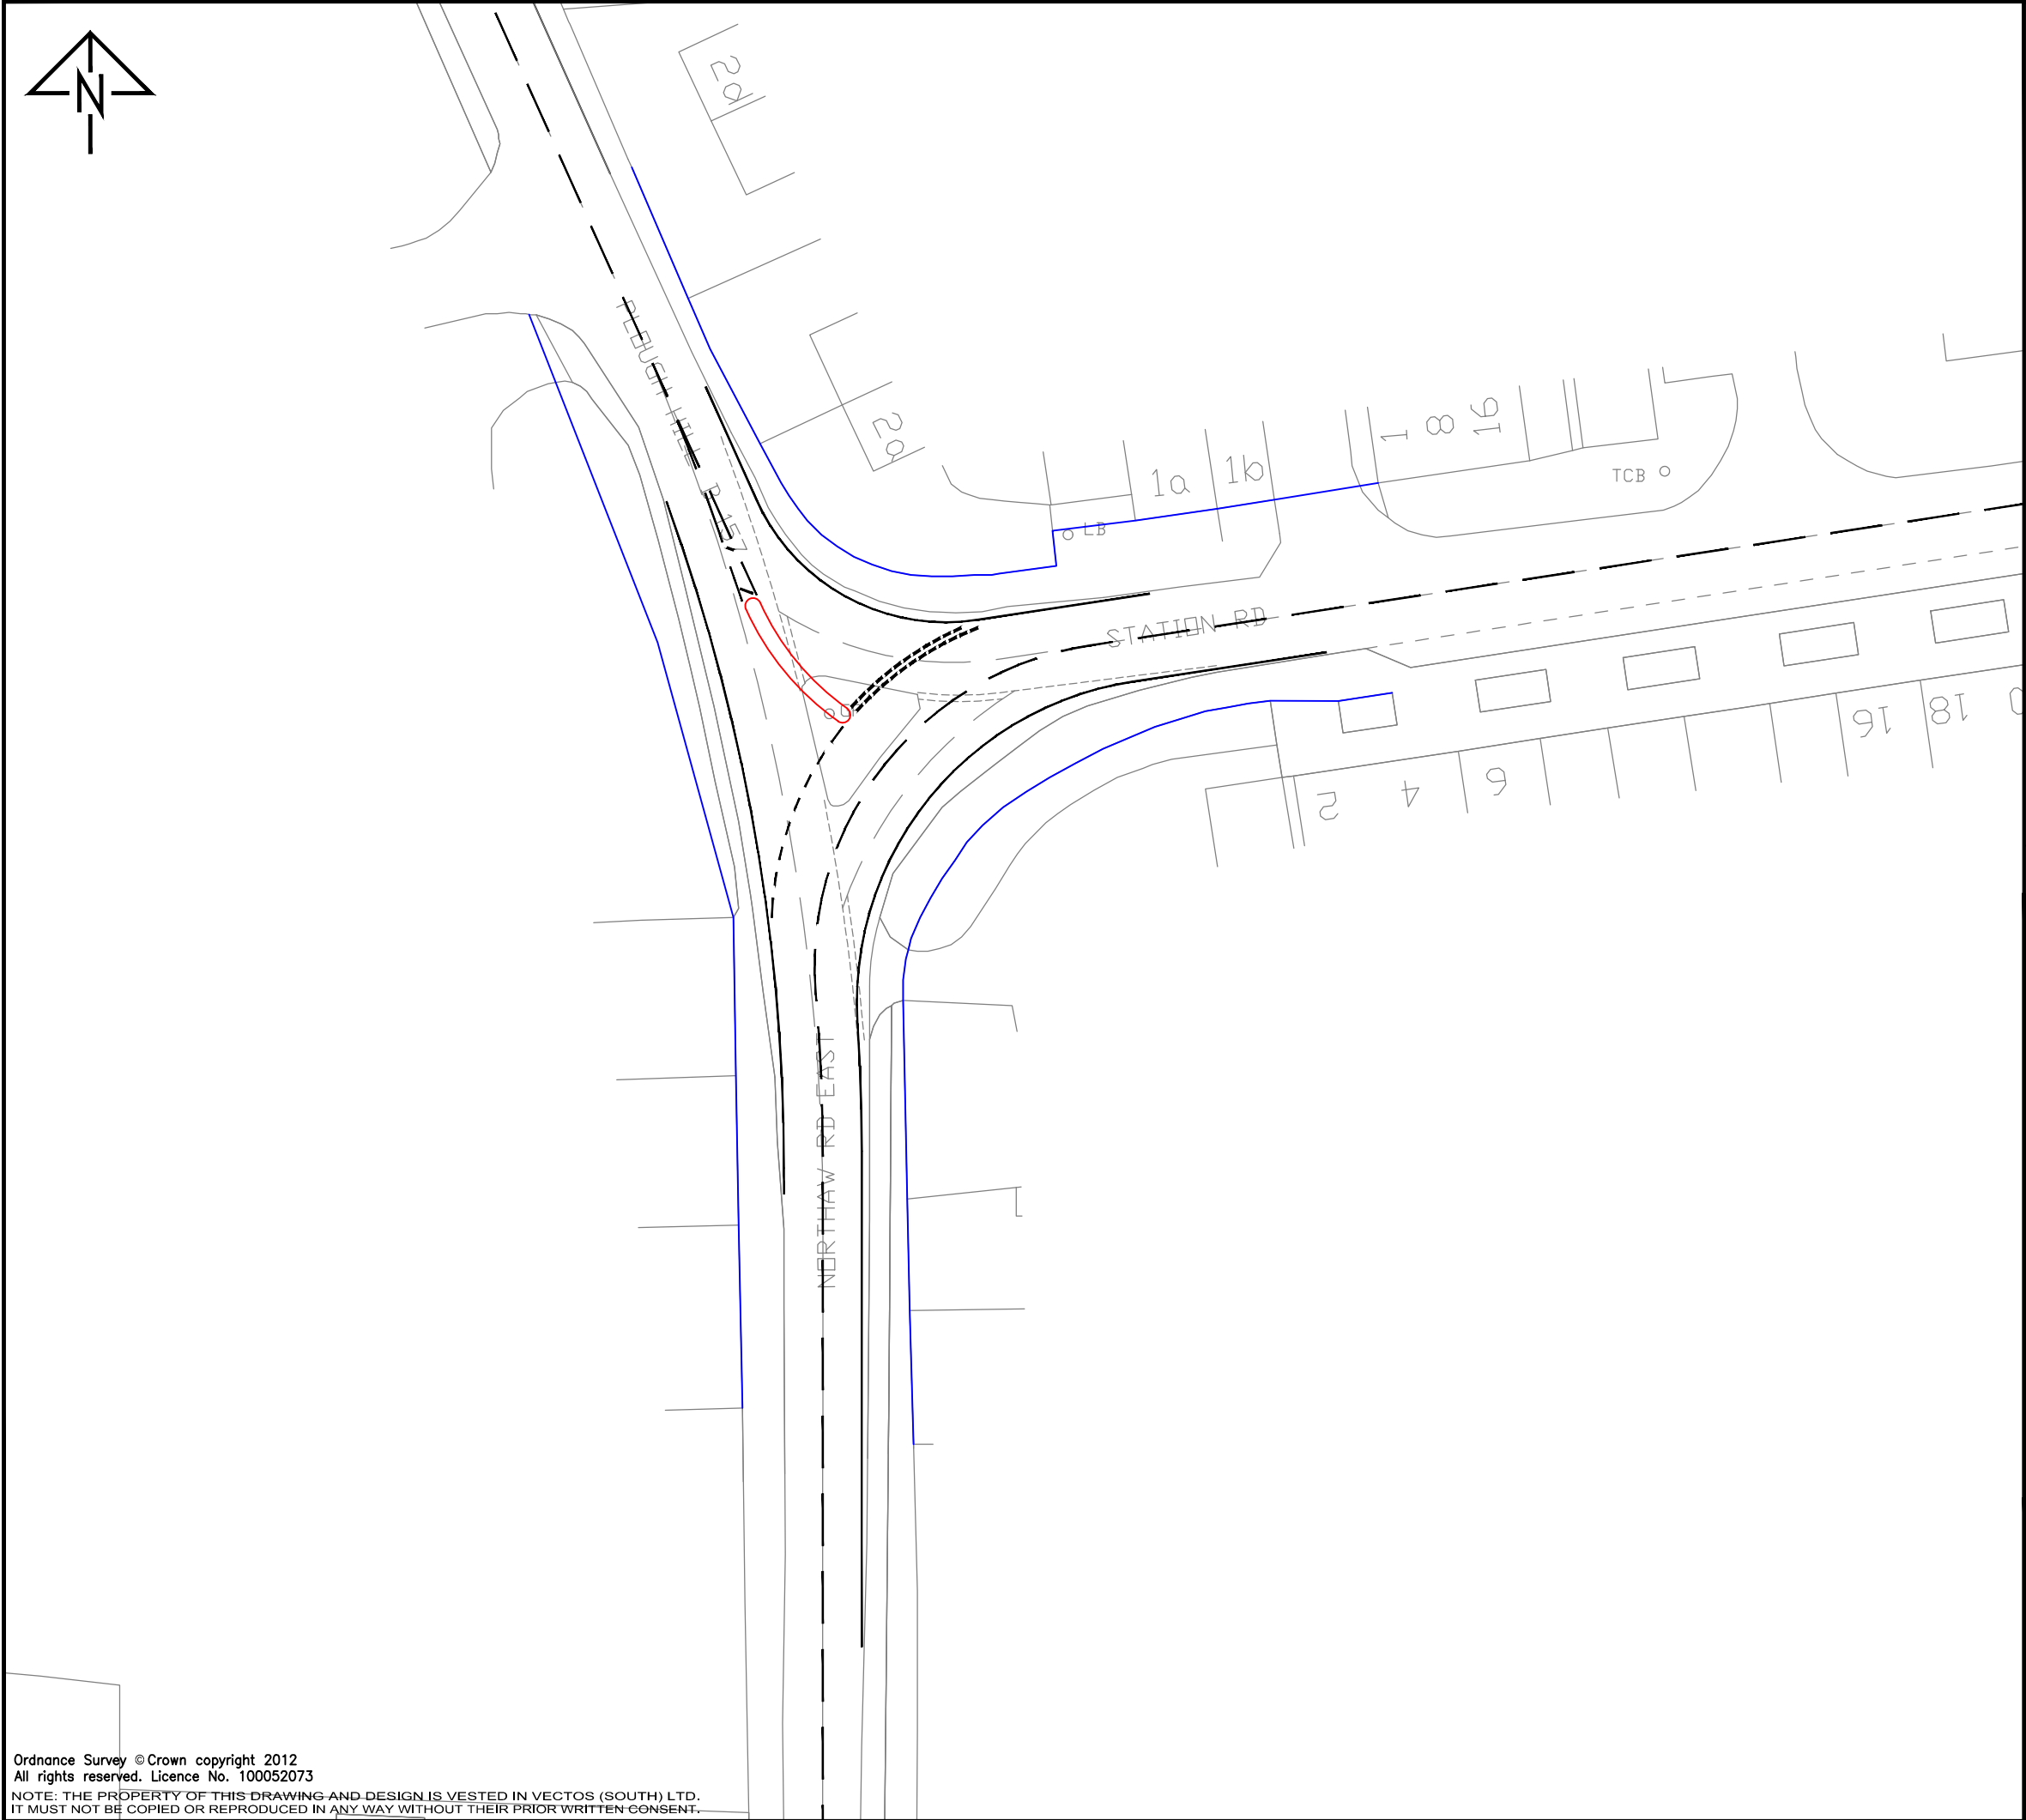 N
62
PLOUGH HILL B 157
62
1a
1b
1
8
16
TCB
LB
STATION RD
2
4
6
16
18
NORTHAW RD EAST
Ordnance Survey © Crown copyright 2012
All rights reserved. Licence No. 100052073
NOTE: THE PROPERTY OF THIS DRAWING AND DESIGN IS VESTED IN VECTOS (SOUTH) LTD.
IT MUST NOT BE COPIED OR REPRODUCED IN ANY WAY WITHOUT THEIR PRIOR WRITTEN CONSENT.